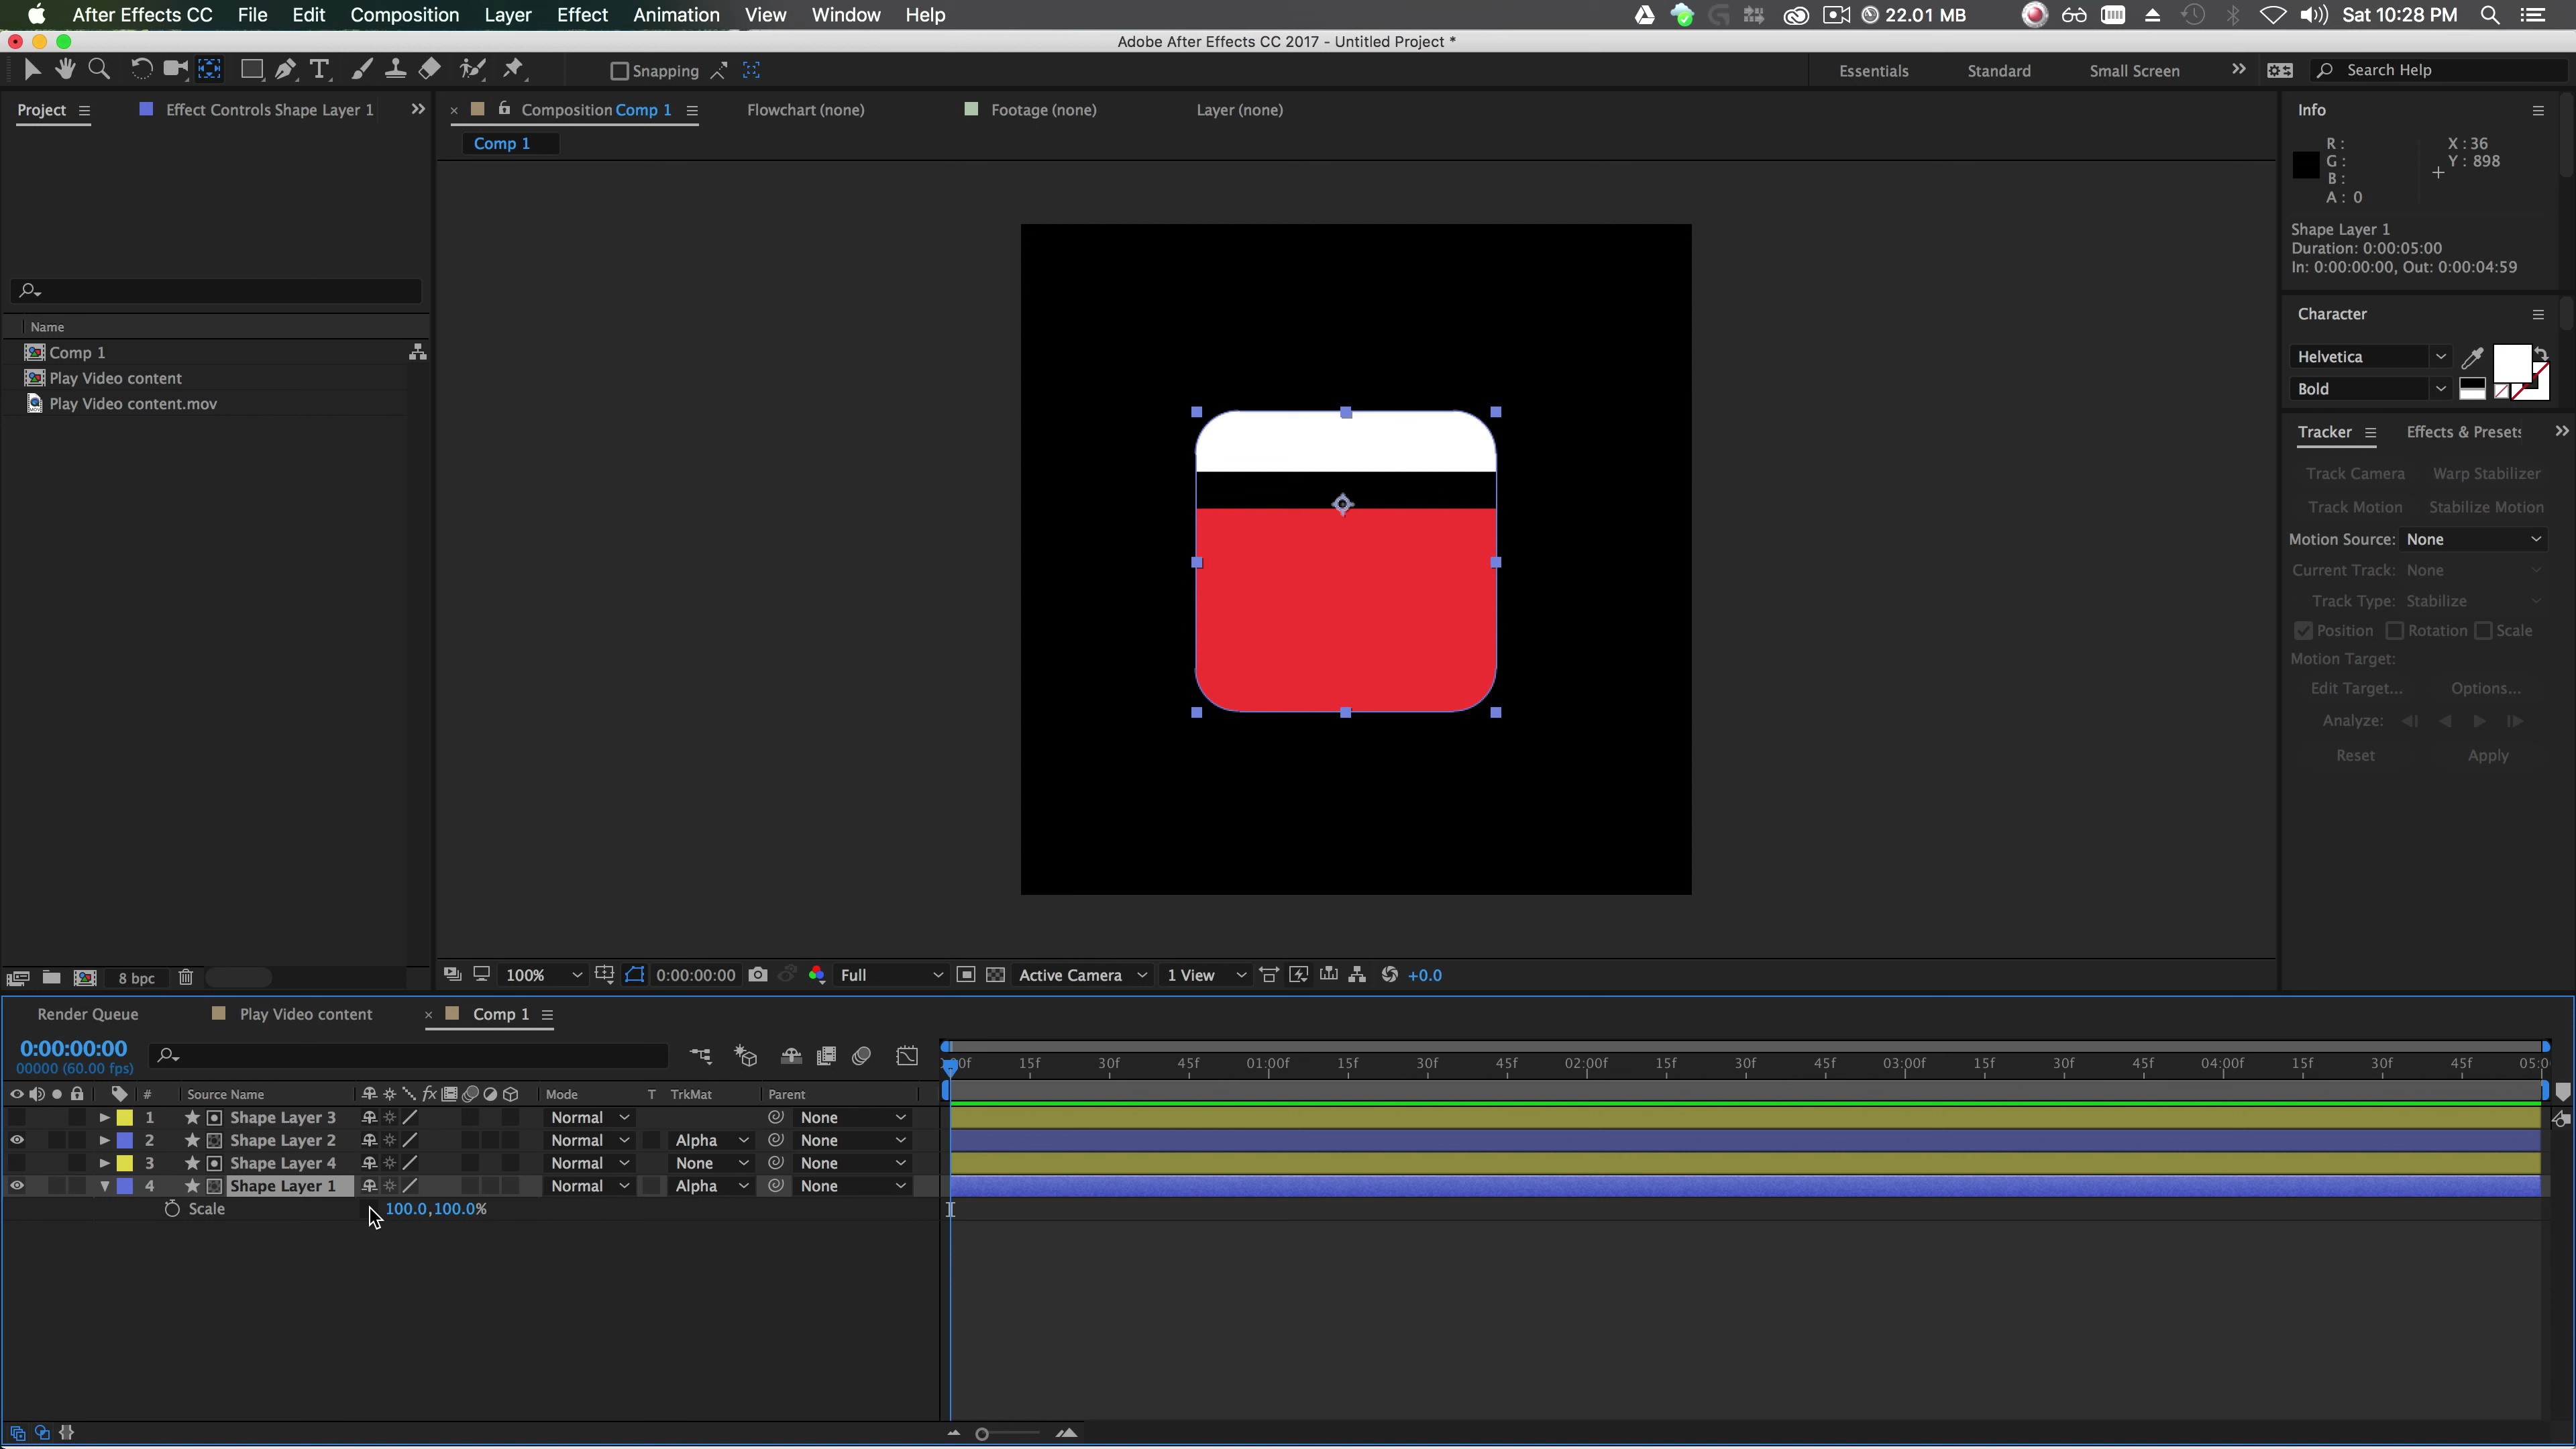 After Effects CC File Edit Composition Layer Effect Animation View Window Help 22.01 MB Sat 10:28 PM
Adobe After Effects CC 2017 - Untitled Project *
Snapping Essentials Standard Small Screen Search Help
Project Effect Controls Shape Layer 1 Composition Comp 1 Flowchart (none) Footage (none) Layer (none) Info
Comp 1
R :
G :
B :
A : 0
X : 36
Y : 898
Shape Layer 1
Duration: 0:00:05:00
In: 0:00:00:00, Out: 0:00:04:59
Name
Comp 1
Play Video content
Play Video content.mov
Character
Helvetica
Bold
Tracker Effects & Presets
Track Camera Warp Stabilizer
Track Motion Stabilize Motion
Motion Source: None
Current Track: None
Track Type: Stabilize
Position Rotation Scale
Motion Target:
Edit Target... Options...
Analyze:
Reset Apply
8 bpc 100% 0:00:00:00 Full Active Camera 1 View +0.0
Render Queue Play Video content Comp 1
0:00:00:00
00000 (60.00 fps)
15f 30f 45f 01:00f 15f 30f 45f 02:00f 15f 30f 45f 03:00f 15f 30f 45f 04:00f 15f 30f 45f
# Source Name fx Mode T TrkMat Parent
1 Shape Layer 3 Normal None
2 Shape Layer 2 Normal Alpha None
3 Shape Layer 4 Normal None None
4 Shape Layer 1 Normal Alpha None
Scale 100.0,100.0%